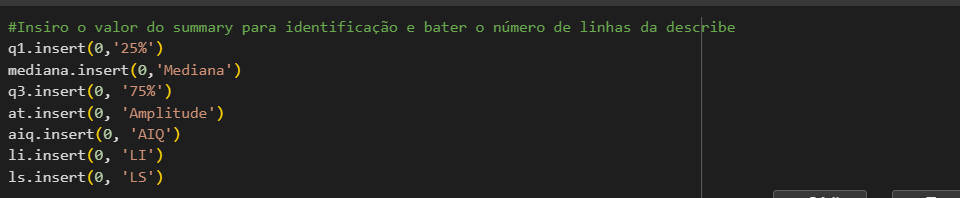 #Insiro o valor do summary para identificação e bater o número de linhas da describe
q1.insert(0,'25%')
mediana.insert(0,'Mediana')
q3.insert(0, '75%')
at.insert(0, 'Amplitude')
aiq.insert(0, 'AIQ')
li.insert(0, 'LI')
ls.insert(0, 'LS')